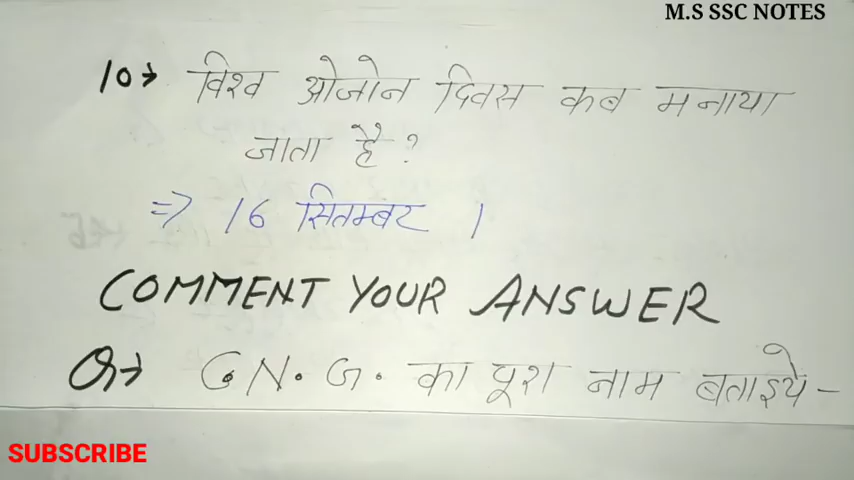 M.S SSC NOTES
10→ विश्व ओजोन दिवस कब मनाया
जाता है?
⇒ 16 सितम्बर ।
COMMENT YOUR ANSWER
Q→ C.N.G. का पूरा नाम बताइये-
SUBSCRIBE